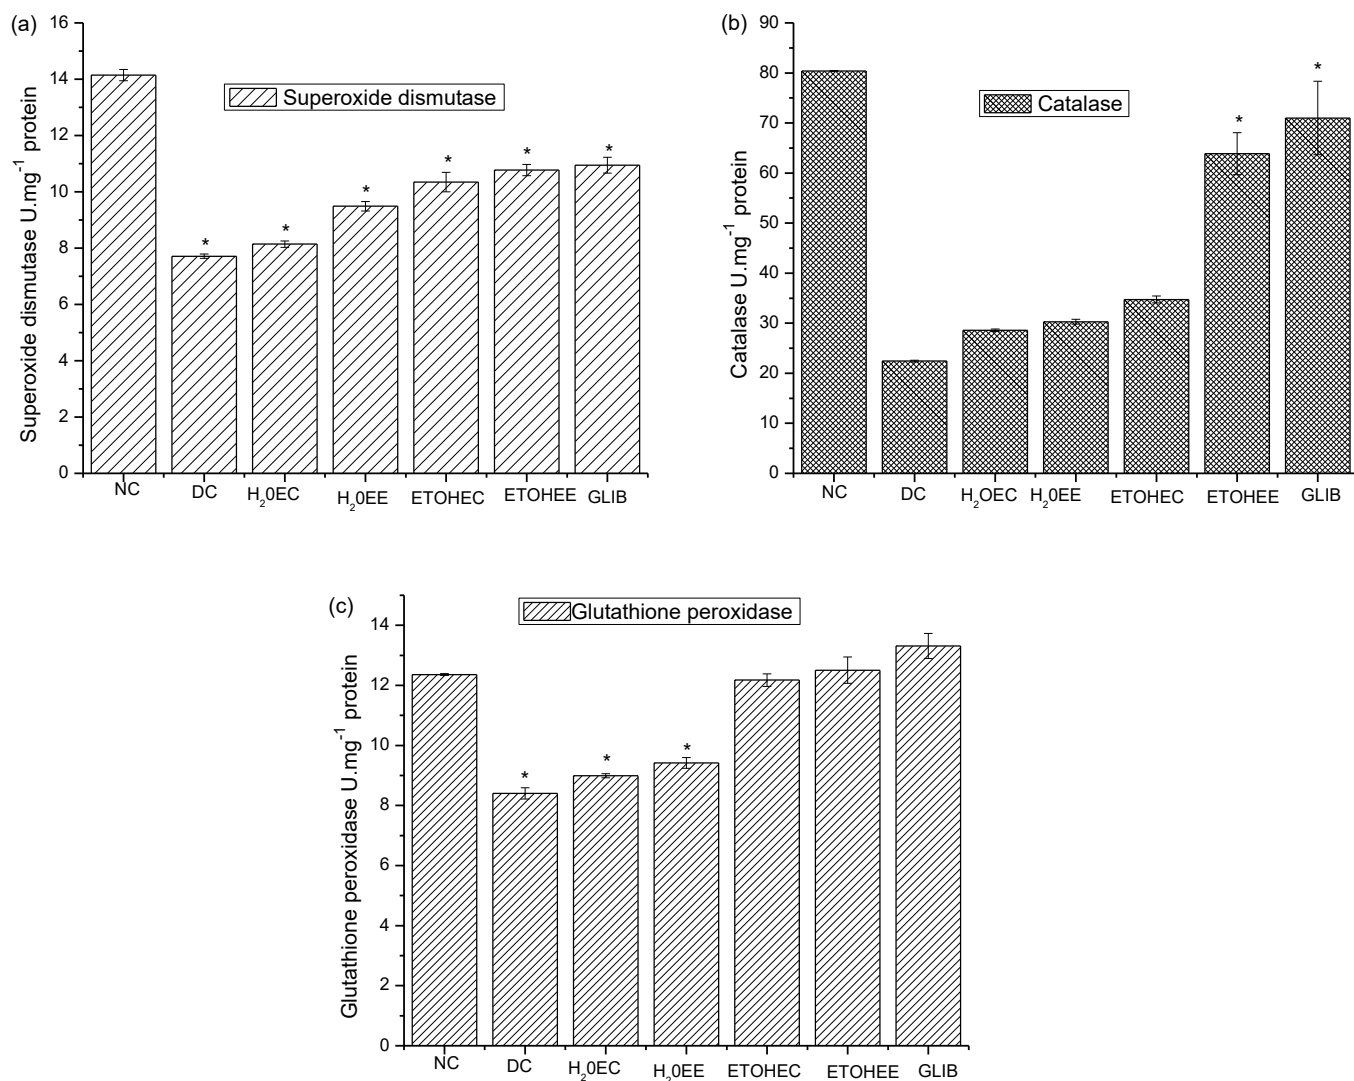 (a)
Superoxide dismutase U.mg⁻¹ protein
16
14
12
10
8
6
4
2
0
Superoxide dismutase
*
*
*
*
*
*
NC
DC
H₂0EC
H₂0EE
ETOHEC
ETOHEE
GLIB
(b)
Catalase U.mg⁻¹ protein
90
80
70
60
50
40
30
20
10
0
Catalase
*
*
NC
DC
H₂OEC
H₂0EE
ETOHEC
ETOHEE
GLIB
(c)
Glutathione peroxidase U.mg⁻¹ protein
14
12
10
8
6
4
2
0
Glutathione peroxidase
*
*
*
NC
DC
H₂0EC
H₂0EE
ETOHEC
ETOHEE
GLIB